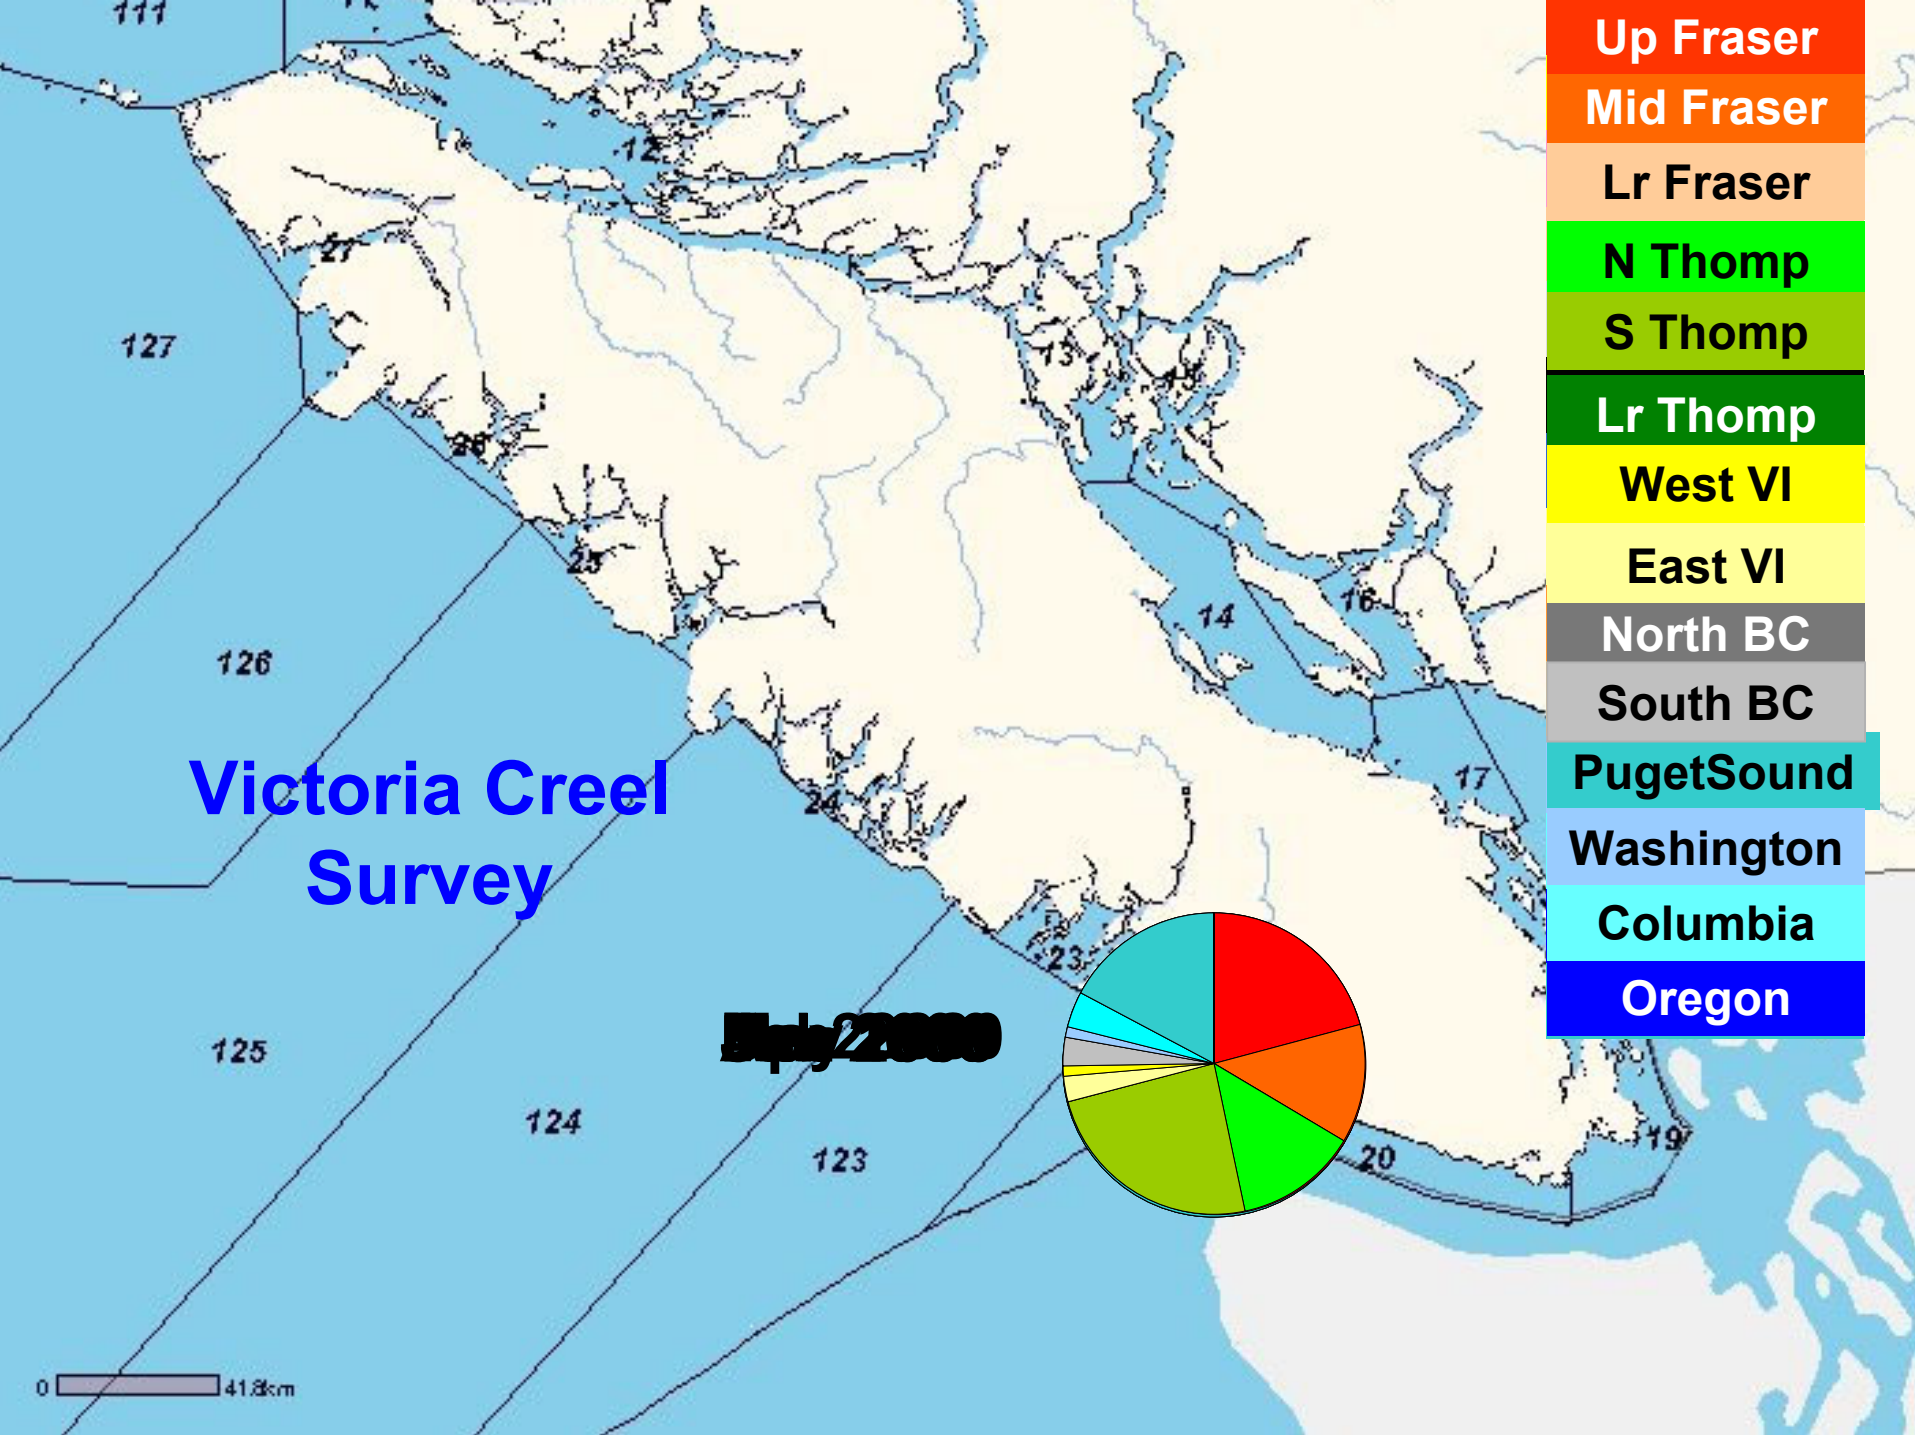 111
12
27
127
13
15
26
25
14
16
126
17
Victoria Creel
Survey
24
23
125
124
123
20
19
0
41.8km
Up Fraser
Mid Fraser
Lr Fraser
N Thomp
S Thomp
Lr Thomp
West VI
East VI
North BC
South BC
PugetSound
Washington
Columbia
Oregon